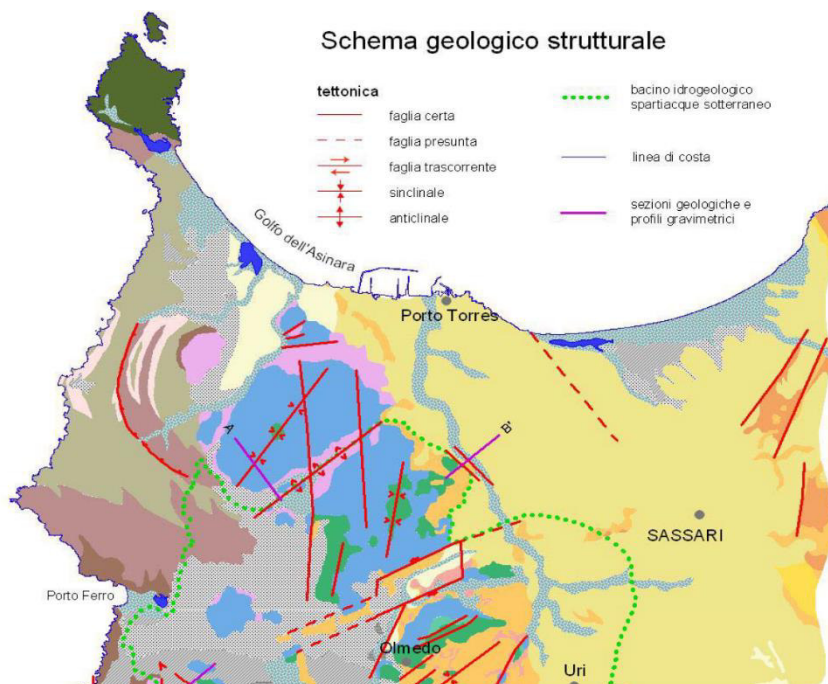 Schema geologico strutturale
tettonica
faglia certa
faglia presunta
faglia trascorrente
sinclinale
anticlinale
bacino idrogeologico
spartiacque sotterraneo
linea di costa
sezioni geologiche e
profili gravimetrici
Golfo dell'Asinara
Porto Torres
A
B
SASSARI
Porto Ferro
Olmedo
Uri
A